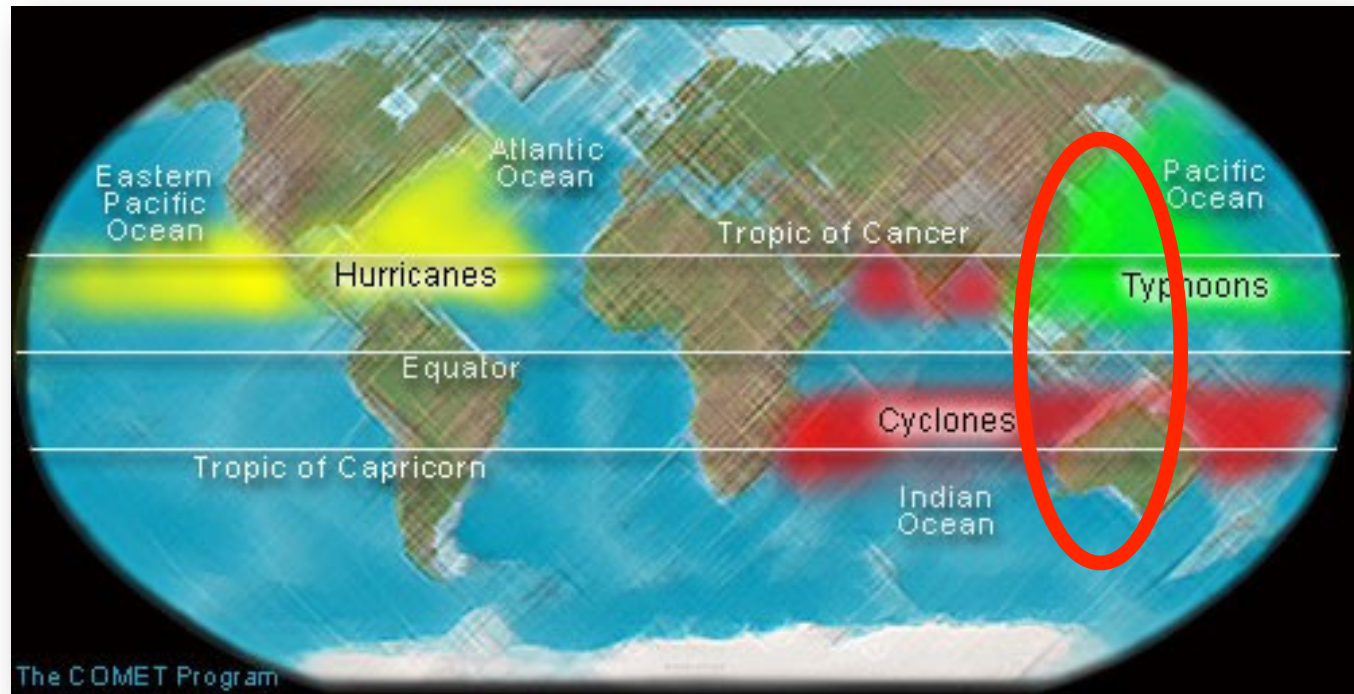 Atlantic
Ocean
Eastern
Pacific
Ocean
Pacific
Ocean
Tropic of Cancer
Hurricanes
Typhoons
Equator
Cyclones
Tropic of Capricorn
Indian
Ocean
The COMET Program